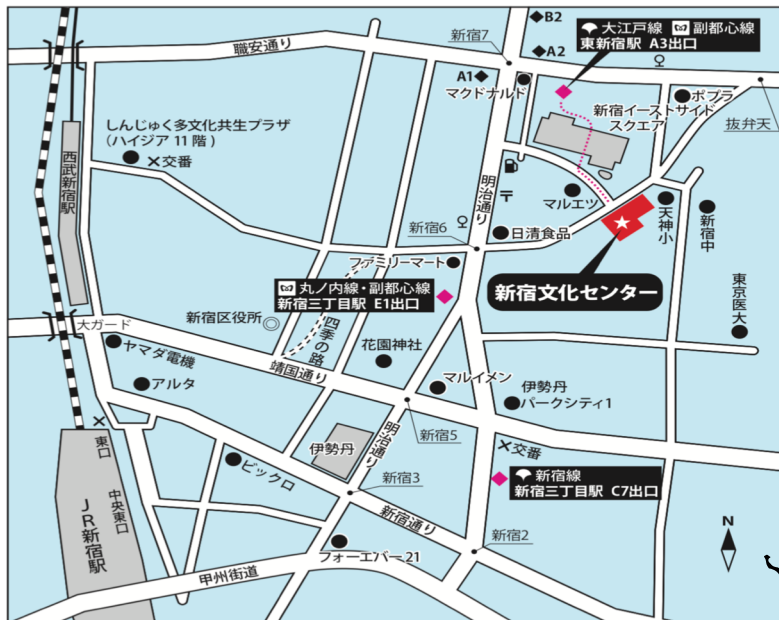 B2
新宿7
大江戸線 副都心線
東新宿駅 A3出口
職安通り
A2
A1
マクドナルド
ポプラ
新宿イーストサイド
スクエア
抜弁天
しんじゅく多文化共生プラザ
(ハイジア 11 階)
交番
西武新宿駅
明治通り
〒
マルエツ
天神小
新宿中
新宿6
日清食品
ファミリーマート
丸ノ内線・副都心線
新宿三丁目駅 E1出口
新宿文化センター
東京医大
大ガード
新宿区役所
四季の路
花園神社
ヤマダ電機
靖国通り
アルタ
マルイメン
伊勢丹
パークシティ1
東口
伊勢丹
明治通り
新宿5
交番
ビックロ
新宿3
新宿線
新宿三丁目駅 C7出口
中央東口
JR新宿駅
新宿通り
新宿2
N
フォーエバー21
甲州街道